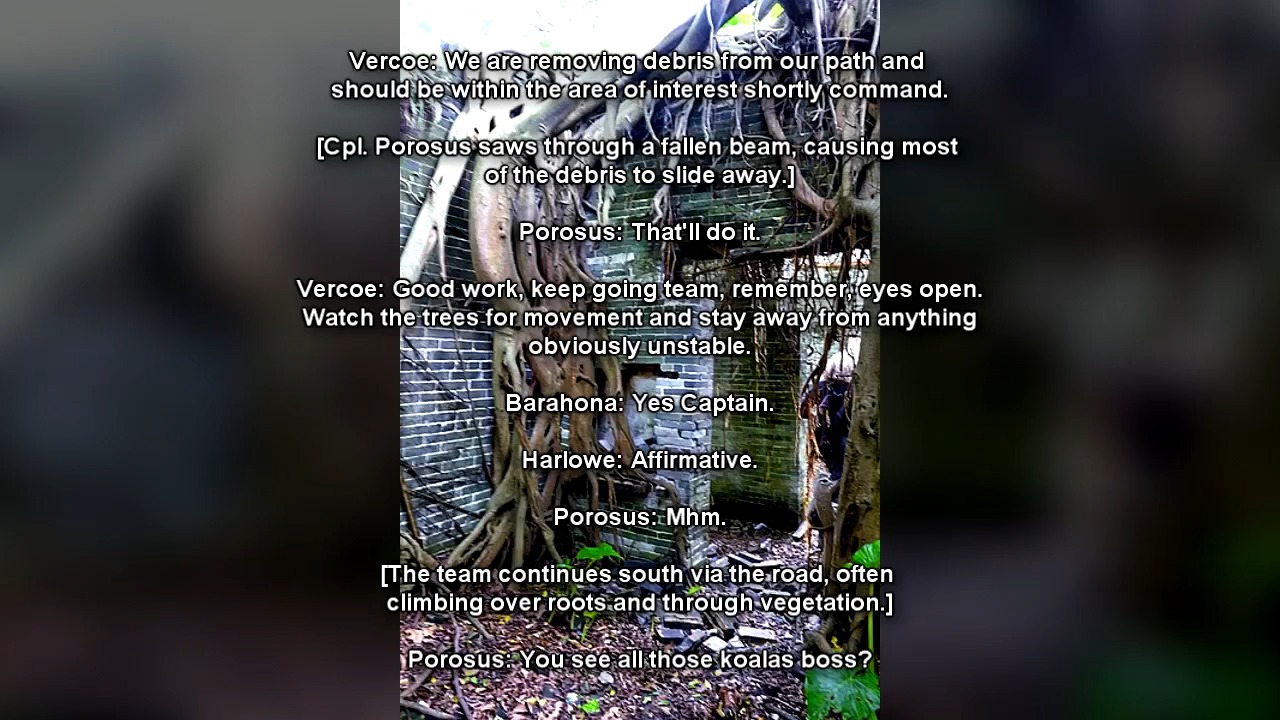 Vercoe: We are removing debris from our path and
should be within the area of interest shortly command.
[Cpl. Porosus saws through a fallen beam, causing most
of the debris to slide away.]
Porosus: That'll do it.
Vercoe: Good work, keep going team, remember, eyes open.
Watch the trees for movement and stay away from anything
obviously unstable.
Barahona: Yes Captain.
Harlowe: Affirmative.
Porosus: Mhm.
[The team continues south via the road, often
climbing over roots and through vegetation.]
Porosus: You see all those koalas boss?